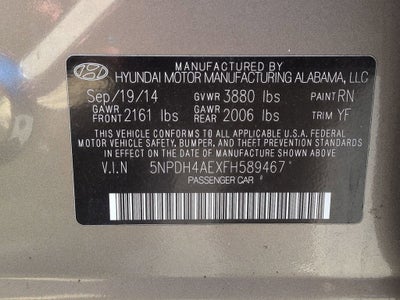 MANUFACTURED BY
HYUNDAI MOTOR MANUFACTURING ALABAMA, LLC
Sep/19/14 GVWR 3880 lbs PAINT RN
GAWR FRONT 2161 lbs GAWR REAR 2006 lbs TRIM YF
THIS VEHICLE CONFORMS TO ALL APPLICABLE U.S.A. FEDERAL
MOTOR VEHICLE SAFETY, BUMPER, AND THEFT PREVENTION
STANDARDS IN EFFECT ON THE DATE OF MANUFACTURE SHOWN ABOVE
V.I.N 5NPDH4AEXFH589467
PASSENGER CAR